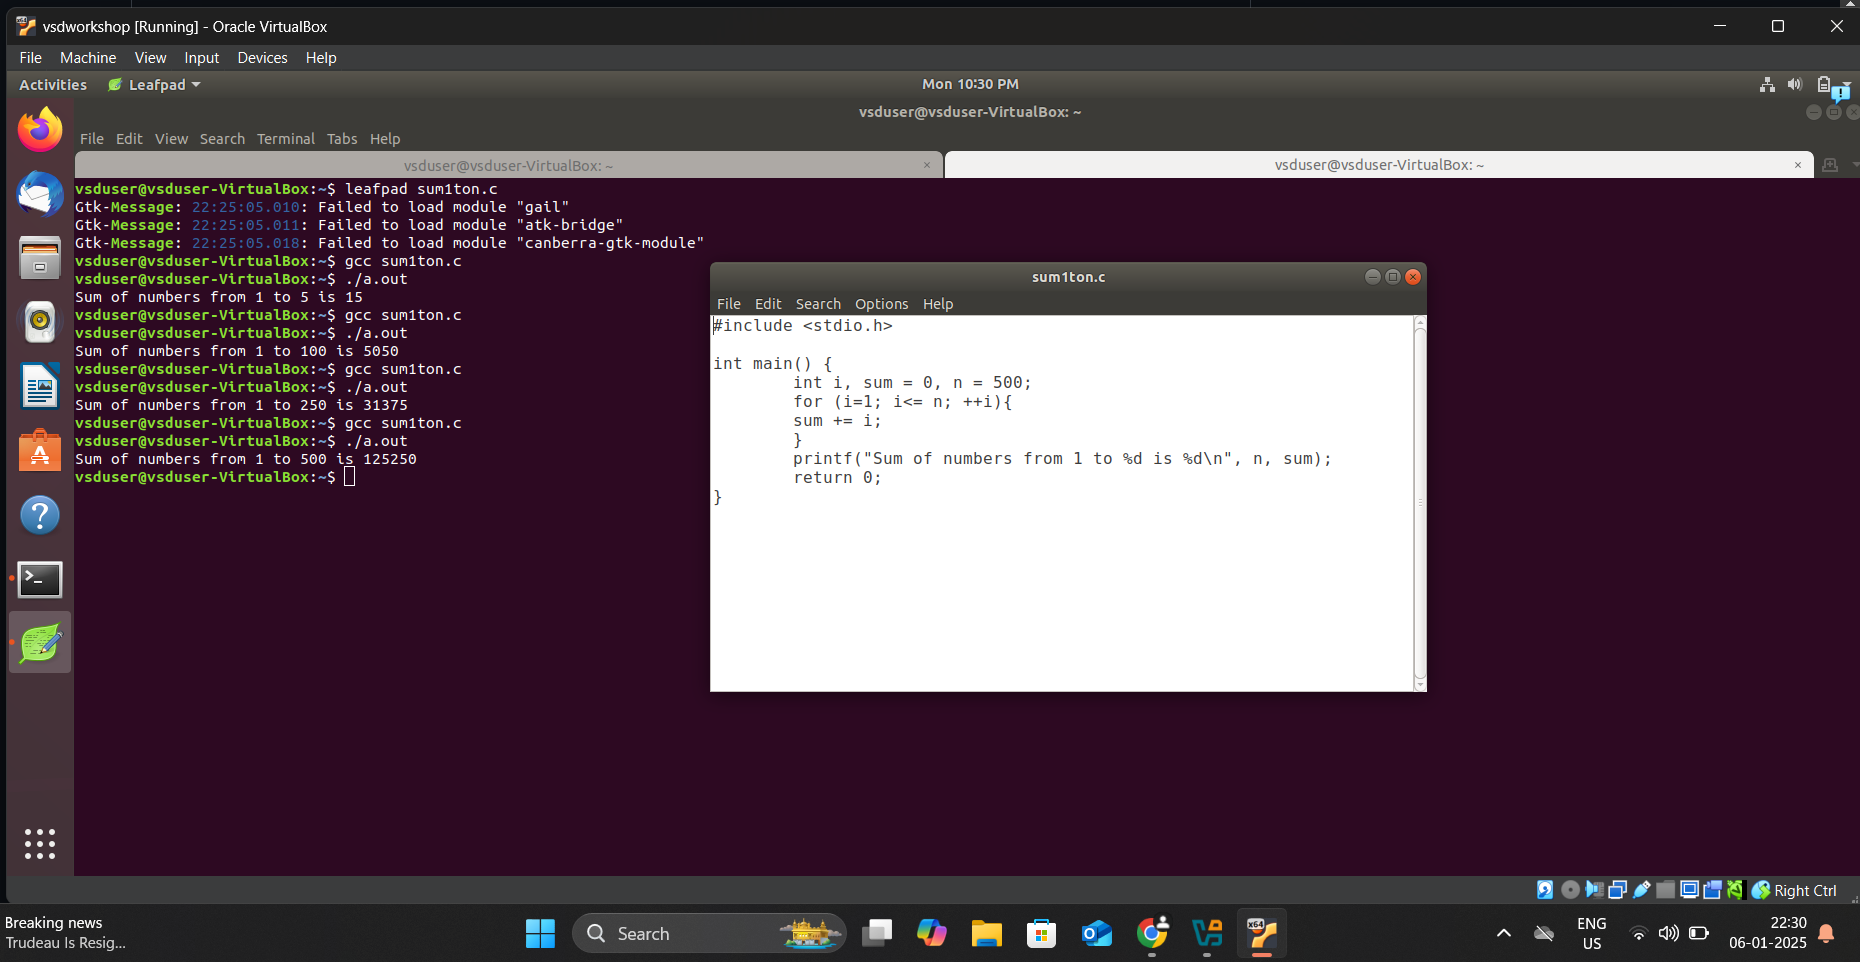 vsdworkshop [Running] - Oracle VirtualBox
File Machine View Input Devices Help
Activities Leafpad Mon 10:30 PM
vsduser@vsduser-VirtualBox: ~
File Edit View Search Terminal Tabs Help
vsduser@vsduser-VirtualBox: ~ × vsduser@vsduser-VirtualBox: ~ ×
vsduser@vsduser-VirtualBox:~$ leafpad sum1ton.c
Gtk-Message: 22:25:05.010: Failed to load module "gail"
Gtk-Message: 22:25:05.011: Failed to load module "atk-bridge"
Gtk-Message: 22:25:05.018: Failed to load module "canberra-gtk-module"
vsduser@vsduser-VirtualBox:~$ gcc sum1ton.c
vsduser@vsduser-VirtualBox:~$ ./a.out
Sum of numbers from 1 to 5 is 15
vsduser@vsduser-VirtualBox:~$ gcc sum1ton.c
vsduser@vsduser-VirtualBox:~$ ./a.out
Sum of numbers from 1 to 100 is 5050
vsduser@vsduser-VirtualBox:~$ gcc sum1ton.c
vsduser@vsduser-VirtualBox:~$ ./a.out
Sum of numbers from 1 to 250 is 31375
vsduser@vsduser-VirtualBox:~$ gcc sum1ton.c
vsduser@vsduser-VirtualBox:~$ ./a.out
Sum of numbers from 1 to 500 is 125250
vsduser@vsduser-VirtualBox:~$
sum1ton.c
File Edit Search Options Help
#include <stdio.h>
int main() {
int i, sum = 0, n = 500;
for (i=1; i<= n; ++i){
sum += i;
}
printf("Sum of numbers from 1 to %d is %d\n", n, sum);
return 0;
}
Right Ctrl
Breaking news
Trudeau Is Resig...
Search
x64
ENG
US
22:30
06-01-2025